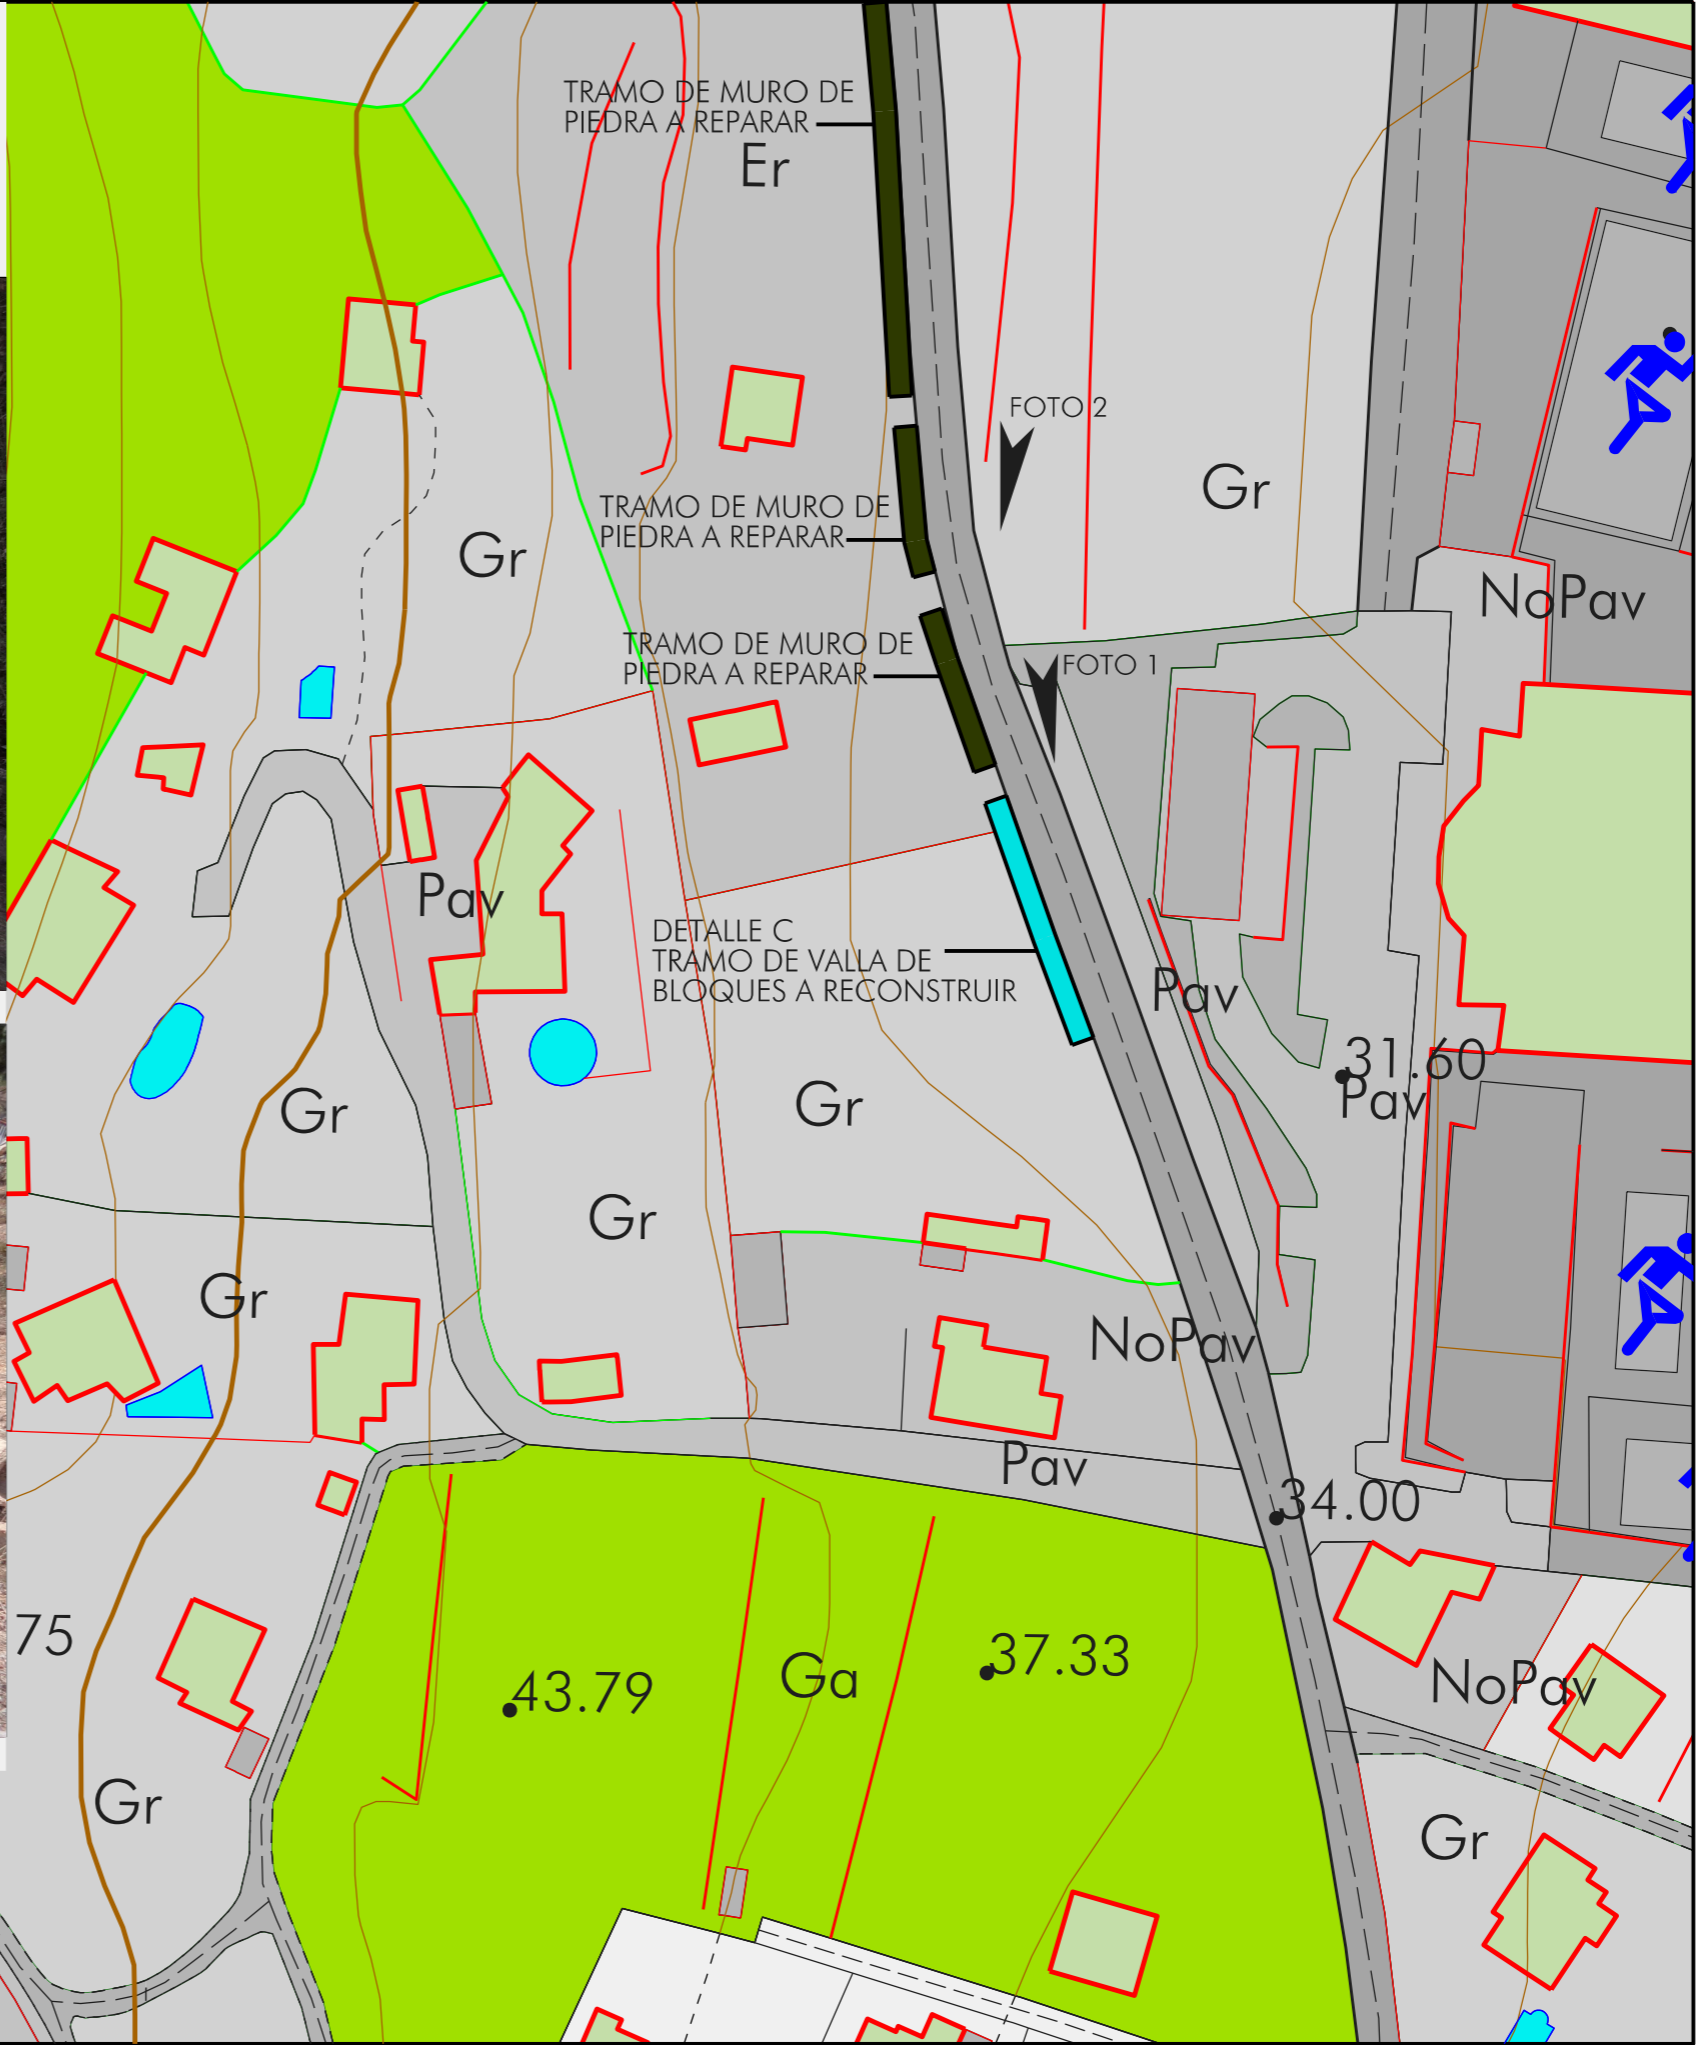 TRAMO DE MURO DE
PIEDRA A REPARAR
Er
FOTO 2
Gr
TRAMO DE MURO DE
PIEDRA A REPARAR
Gr
NoPav
TRAMO DE MURO DE
PIEDRA A REPARAR
FOTO 1
Pav
DETALLE C
TRAMO DE VALLA DE
BLOQUES A RECONSTRUIR
Pav
31.60
Pav
Gr
Gr
Gr
Gr
NoPav
Pav
34.00
75
43.79
Ga
37.33
NoPav
Gr
Gr